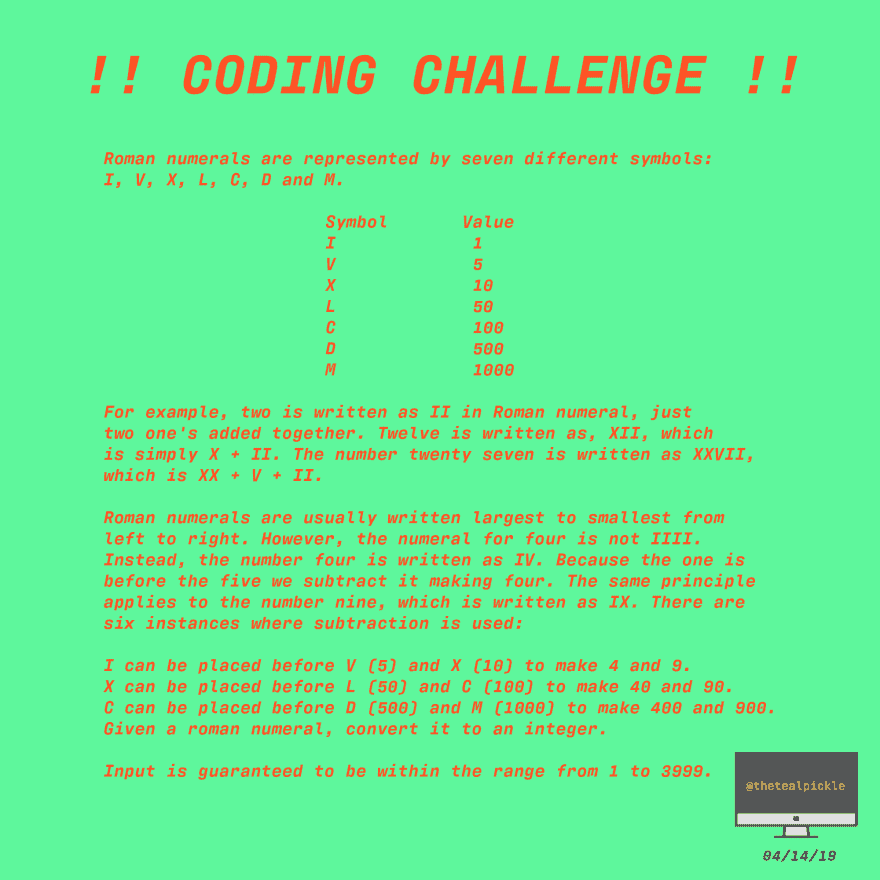 !! CODING CHALLENGE !!
Roman numerals are represented by seven different symbols:
I, V, X, L, C, D and M.
Symbol Value
I 1
V 5
X 10
L 50
C 100
D 500
M 1000
For example, two is written as II in Roman numeral, just
two one's added together. Twelve is written as, XII, which
is simply X + II. The number twenty seven is written as XXVII,
which is XX + V + II.
Roman numerals are usually written largest to smallest from
left to right. However, the numeral for four is not IIII.
Instead, the number four is written as IV. Because the one is
before the five we subtract it making four. The same principle
applies to the number nine, which is written as IX. There are
six instances where subtraction is used:
I can be placed before V (5) and X (10) to make 4 and 9.
X can be placed before L (50) and C (100) to make 40 and 90.
C can be placed before D (500) and M (1000) to make 400 and 900.
Given a roman numeral, convert it to an integer.
Input is guaranteed to be within the range from 1 to 3999.
@thetealpickle
04/14/19